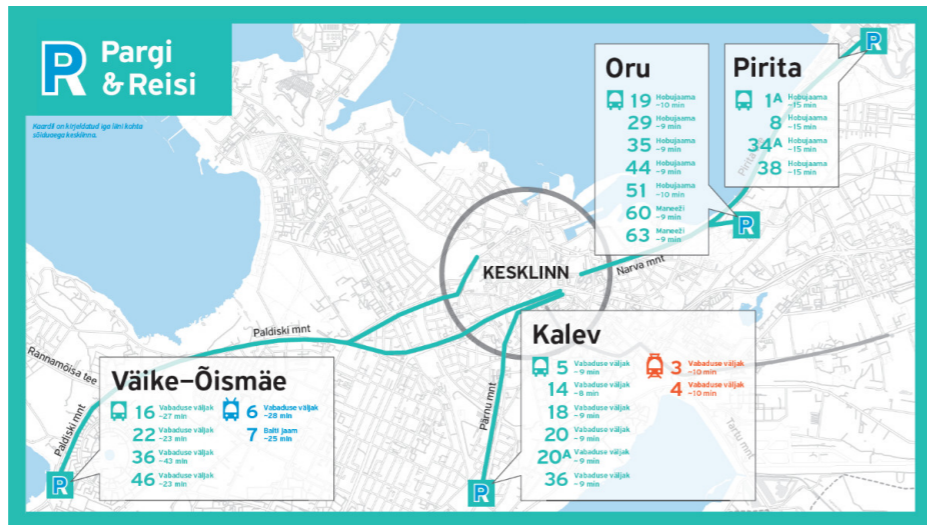 R Pargi
& Reisi
Kaardil on kirjeldatud iga liini kohta
sõiduaega kesklinna.
Oru
19 Hobujaama
~10 min
29 Hobujaama
~9 min
35 Hobujaama
~9 min
44 Hobujaama
~9 min
51 Hobujaama
~10 min
60 Maneeži
~9 min
63 Maneeži
~9 min
Pirita
1A Hobujaama
~15 min
8 Hobujaama
~15 min
34A Hobujaama
~15 min
38 Hobujaama
~15 min
R
Pirita
R
KESKLINN
Narva mnt
Paldiski mnt
Rannamõisa tee
Paldiski mnt
Pärnu mnt
Tartu mnt
Väike-Õismäe
16 Vabaduse väljak
~27 min
22 Vabaduse väljak
~23 min
36 Vabaduse väljak
~43 min
46 Vabaduse väljak
~23 min
6 Vabaduse väljak
~28 min
7 Balti jaam
~25 min
R
Kalev
5 Vabaduse väljak
~9 min
14 Vabaduse väljak
~8 min
18 Vabaduse väljak
~9 min
20 Vabaduse väljak
~9 min
20A Vabaduse väljak
~9 min
36 Vabaduse väljak
~9 min
3 Vabaduse väljak
~10 min
4 Vabaduse väljak
~10 min
R